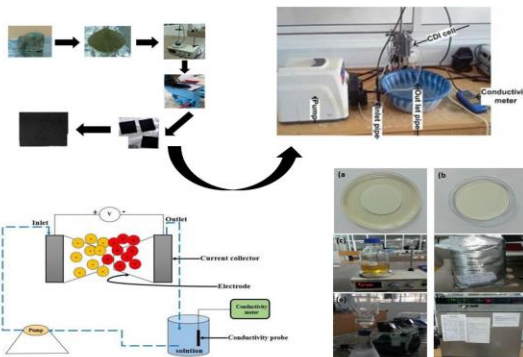 CDI cell
Pump
Inlet pipe
Out let pipe
Conductivity
meter
+ V -
Inlet
Outlet
Current collector
Electrode
Conductivity
meter
Pump
Conductivity probe
solution
(a
(b
(c)
(e)